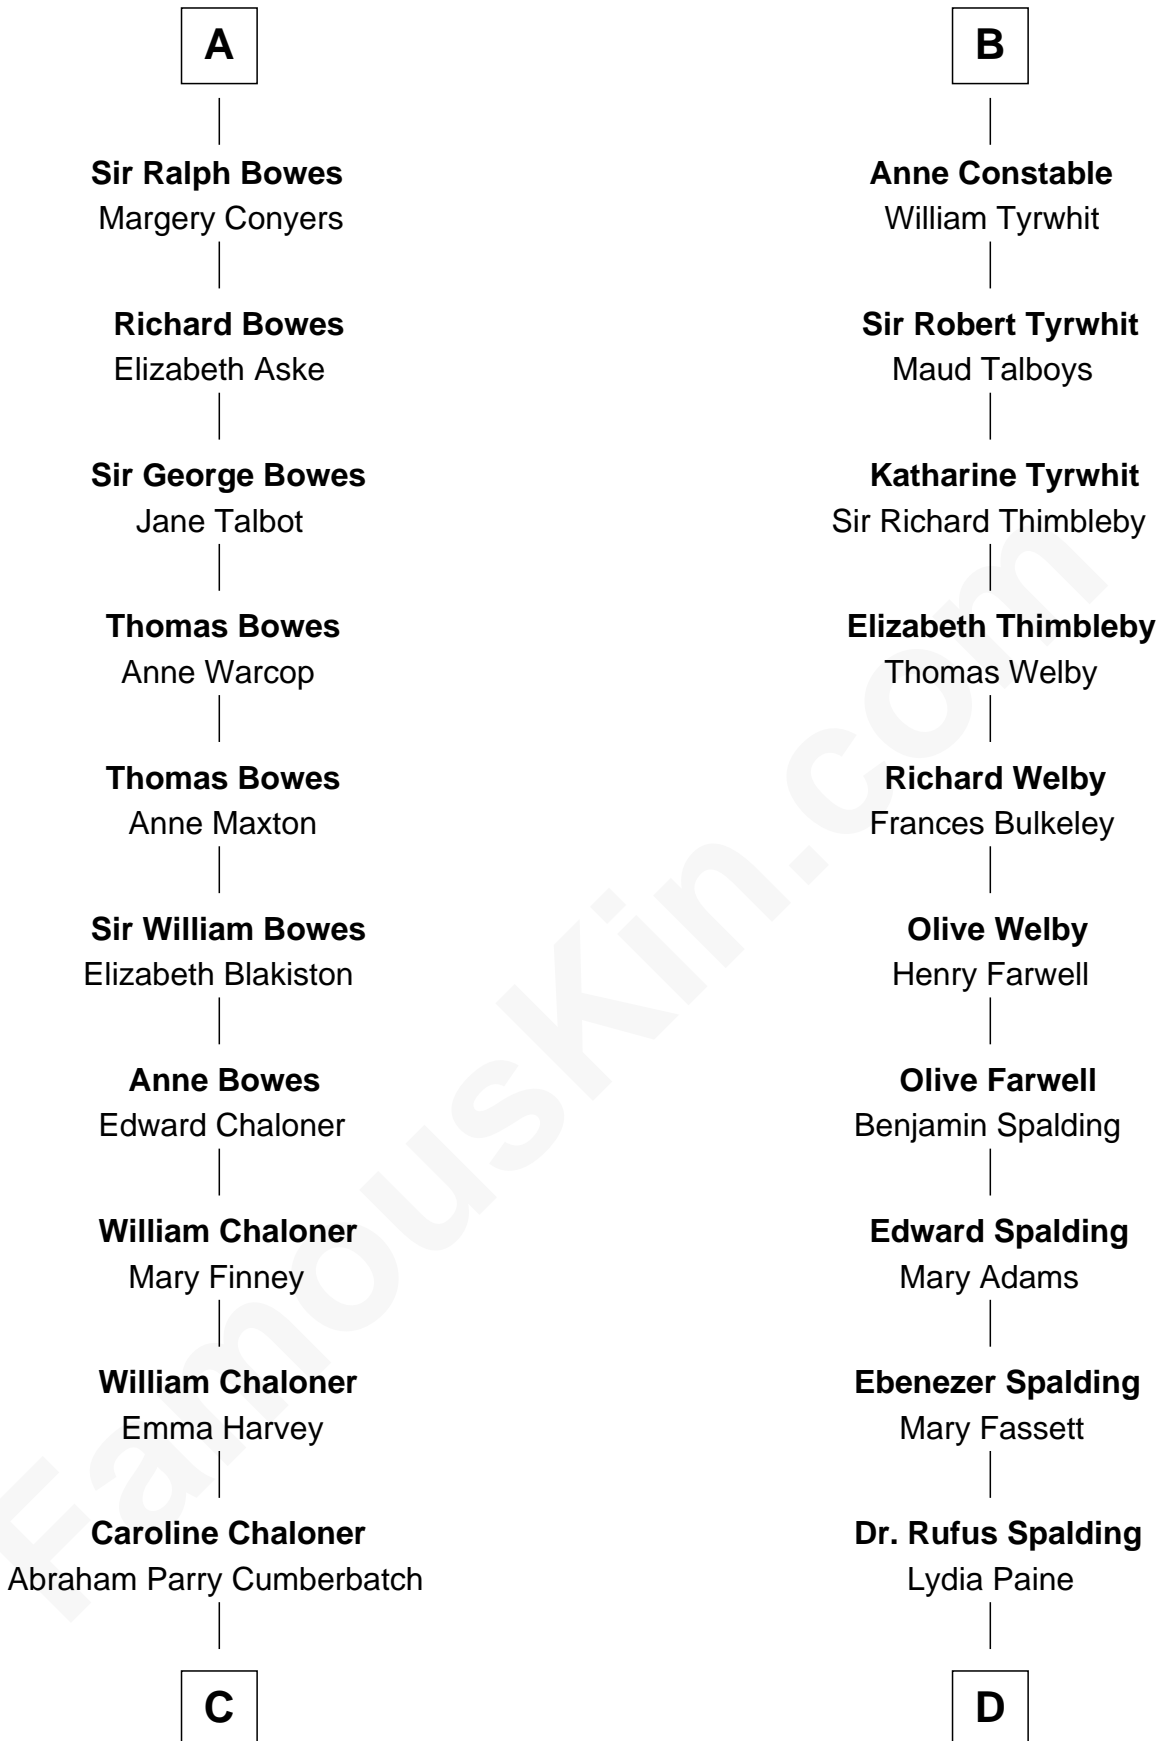 A
Sir Ralph Bowes
Margery Conyers
Richard Bowes
Elizabeth Aske
Sir George Bowes
Jane Talbot
Thomas Bowes
Anne Warcop
Thomas Bowes
Anne Maxton
Sir William Bowes
Elizabeth Blakiston
Anne Bowes
Edward Chaloner
William Chaloner
Mary Finney
William Chaloner
Emma Harvey
Caroline Chaloner
Abraham Parry Cumberbatch
C
B
Anne Constable
William Tyrwhit
Sir Robert Tyrwhit
Maud Talboys
Katharine Tyrwhit
Sir Richard Thimbleby
Elizabeth Thimbleby
Thomas Welby
Richard Welby
Frances Bulkeley
Olive Welby
Henry Farwell
Olive Farwell
Benjamin Spalding
Edward Spalding
Mary Adams
Ebenezer Spalding
Mary Fassett
Dr. Rufus Spalding
Lydia Paine
D
FamousKin.com